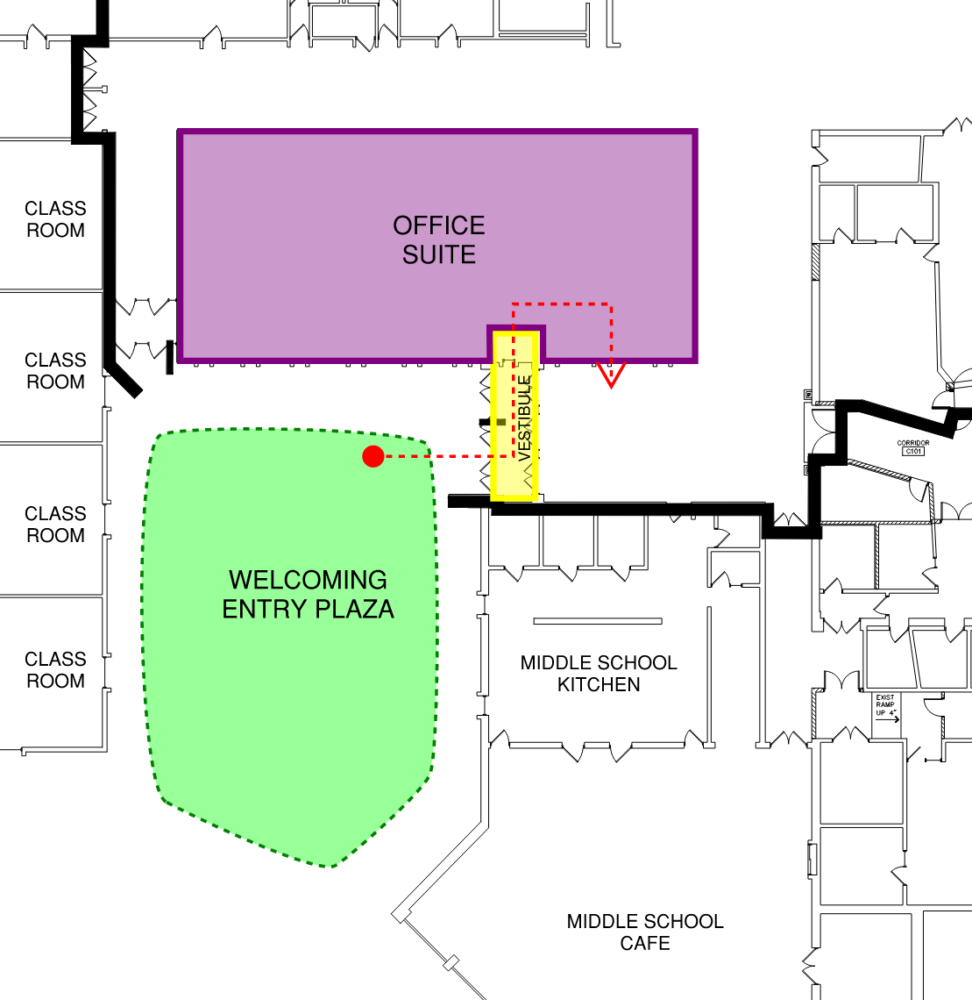 CLASS
ROOM
OFFICE
SUITE
CLASS
ROOM
VESTIBULE
CORRIDOR
C101
CLASS
ROOM
WELCOMING
ENTRY PLAZA
CLASS
ROOM
MIDDLE SCHOOL
KITCHEN
EXIST
RAMP
UP 4"
MIDDLE SCHOOL
CAFE